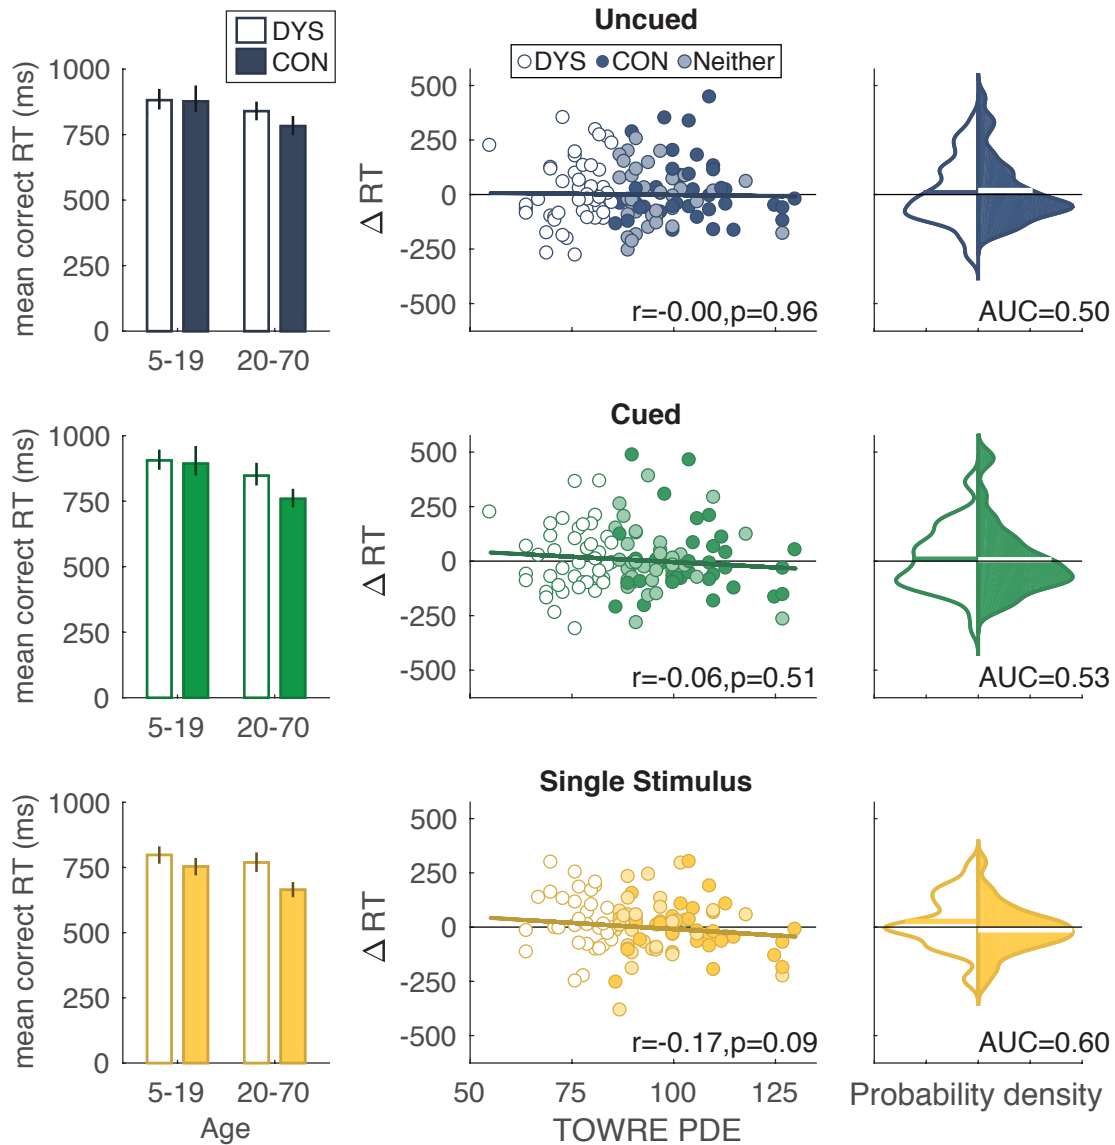 DYS
CON
Uncued
DYS CON Neither
mean correct RT (ms)
1000
750
500
250
0
5-19 20-70
Δ RT
500
250
0
-250
-500
r=-0.00,p=0.96
AUC=0.50
Cued
mean correct RT (ms)
1000
750
500
250
0
5-19 20-70
Δ RT
500
250
0
-250
-500
r=-0.06,p=0.51
AUC=0.53
Single Stimulus
mean correct RT (ms)
1000
750
500
250
0
5-19 20-70
Age
Δ RT
500
250
0
-250
-500
r=-0.17,p=0.09
50 75 100 125
TOWRE PDE
AUC=0.60
Probability density